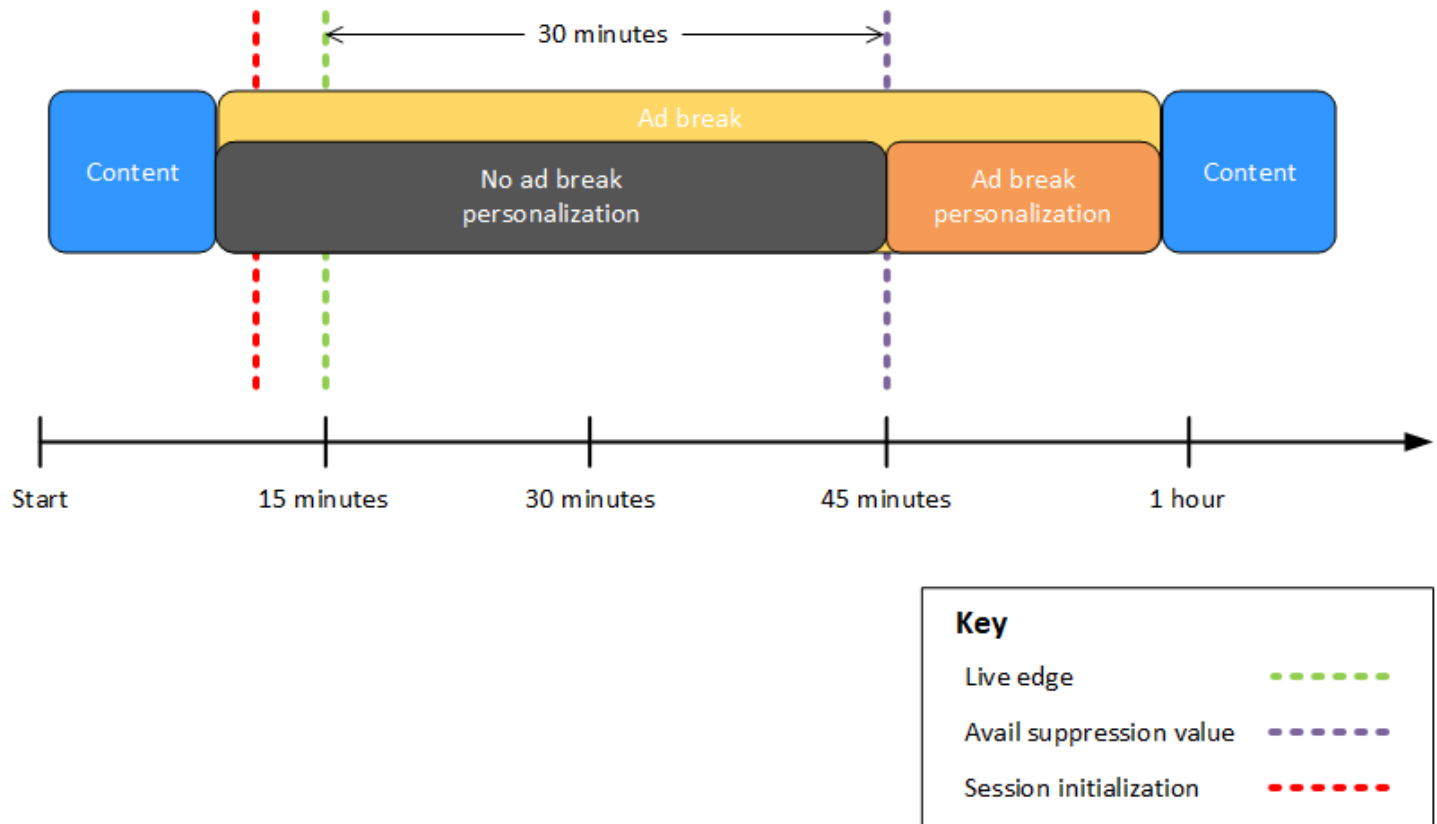 30 minutes
Ad break
Content
No ad break
personalization
Ad break
personalization
Content
Start
15 minutes
30 minutes
45 minutes
1 hour
Key
Live edge
Avail suppression value
Session initialization